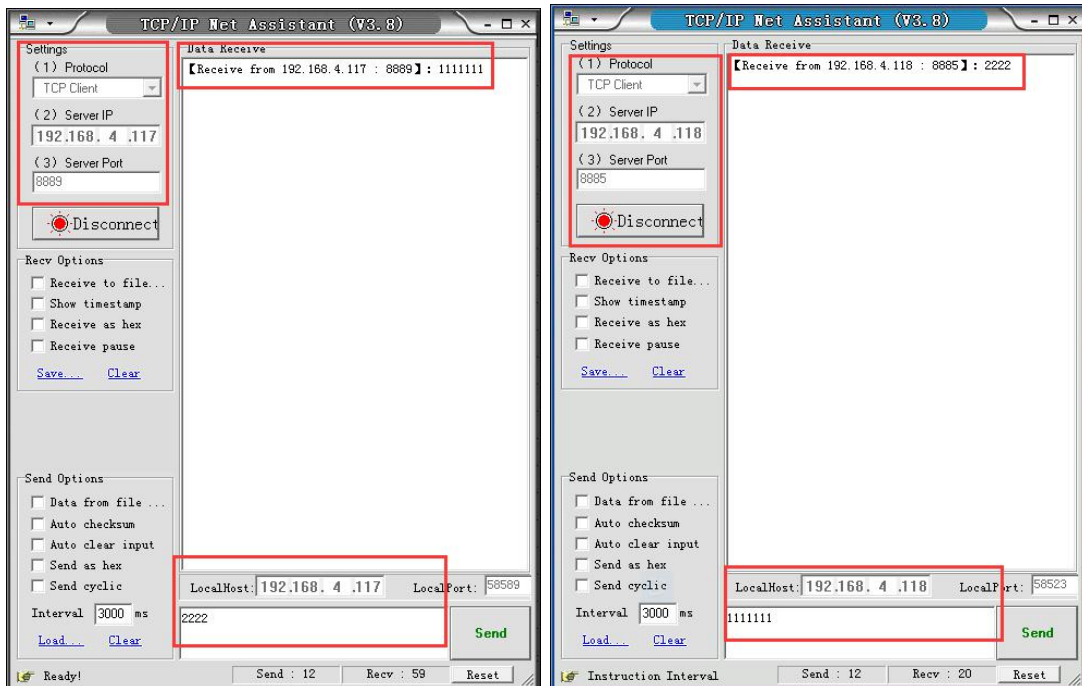 TCP/IP Net Assistant (V3.8)
Settings
(1) Protocol
TCP Client
(2) Server IP
192.168. 4 .117
(3) Server Port
8889
Disconnect
Recv Options
Receive to file...
Show timestamp
Receive as hex
Receive pause
Save...
Clear
Send Options
Data from file ...
Auto checksum
Auto clear input
Send as hex
Send cyclic
Interval 3000 ms
Load...
Clear
Data Receive
【Receive from 192.168.4.117 : 8889】: 1111111
LocalHost: 192.168. 4 .117 LocalPort: 58589
2222
Send
Ready!
Send : 12
Recv : 59
Reset
TCP/IP Net Assistant (V3.8)
Settings
(1) Protocol
TCP Client
(2) Server IP
192.168. 4 .118
(3) Server Port
8885
Disconnect
Recv Options
Receive to file...
Show timestamp
Receive as hex
Receive pause
Save...
Clear
Send Options
Data from file ...
Auto checksum
Auto clear input
Send as hex
Send cyclic
Interval 3000 ms
Load...
Clear
Data Receive
【Receive from 192.168.4.118 : 8885】: 2222
LocalHost: 192.168. 4 .118 LocalPort: 58523
1111111
Send
Instruction Interval
Send : 12
Recv : 20
Reset